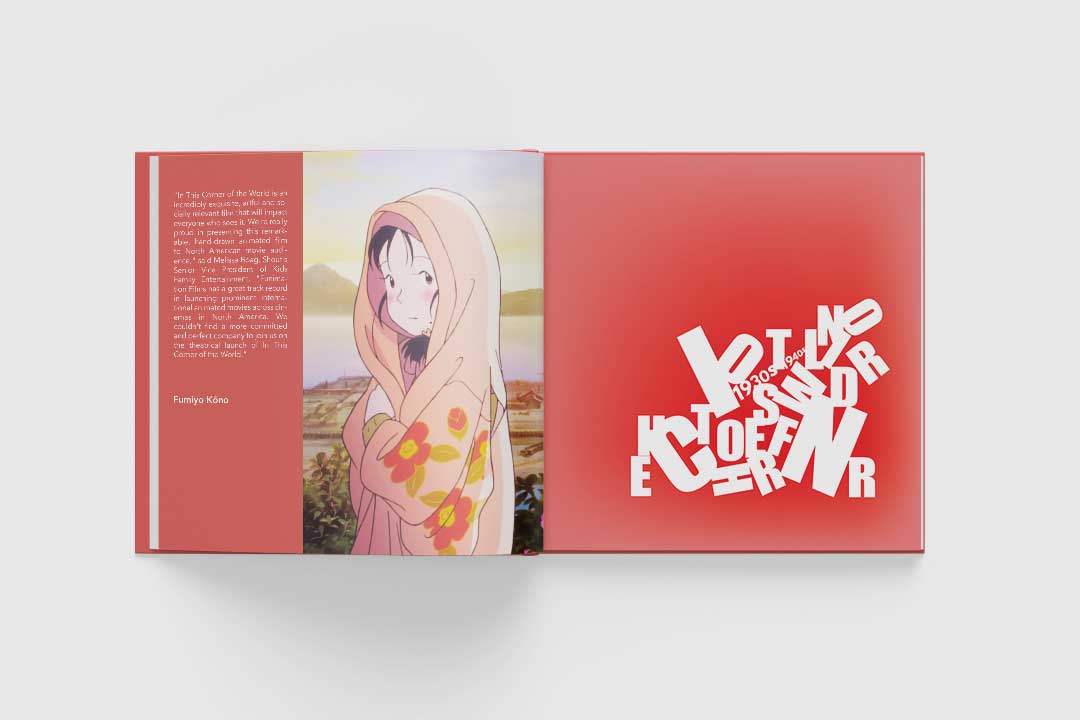 "In This Corner of the World is an
incredibly exquisite, artful and so-
cially relevant film that will impact
everyone who sees it. We're really
proud in presenting this remark-
able, hand-drawn animated film
to North American movie audi-
ence," said Melissa Boag, Shout's
Senior Vice President of Kids
Family Entertainment. "Funima-
tion Films has a great track record
in launching prominent interna-
tional animated movies across cin-
emas in North America. We
couldn't find a more committed
and perfect company to join us on
the theatrical launch of In This
Corner of the World."
Fumiyo Kōno
1930s-1940s